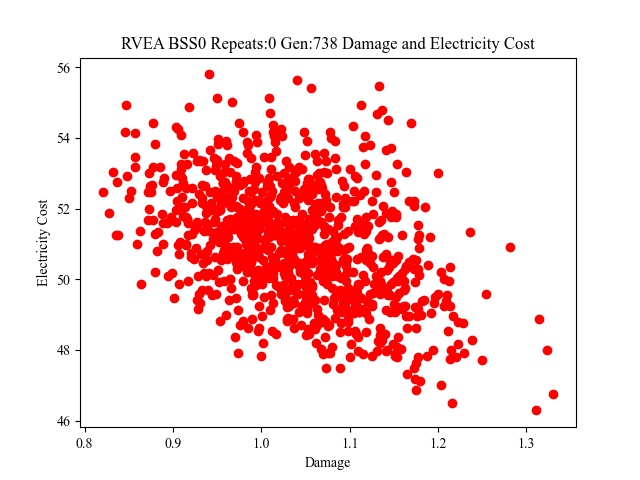 RVEA BSS0 Repeats:0 Gen:738 Damage and Electricity Cost
56
54
52
50
48
46
Electricity Cost
0.8 0.9 1.0 1.1 1.2 1.3
Damage